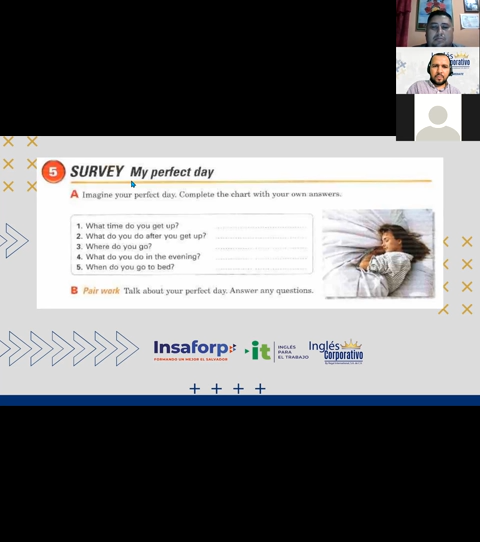 Inglés
5 SURVEY My perfect day
A Imagine your perfect day. Complete the chart with your own answers.
1. What time do you get up?
2. What do you do after you get up?
3. Where do you go?
4. What do you do in the evening?
5. When do you go to bed?
B Pair work Talk about your perfect day. Answer any questions.
Insaforp
FORMANDO UN MEJOR EL SALVADOR
it
INGLÉS
PARA
EL TRABAJO
Inglés
Corporativo